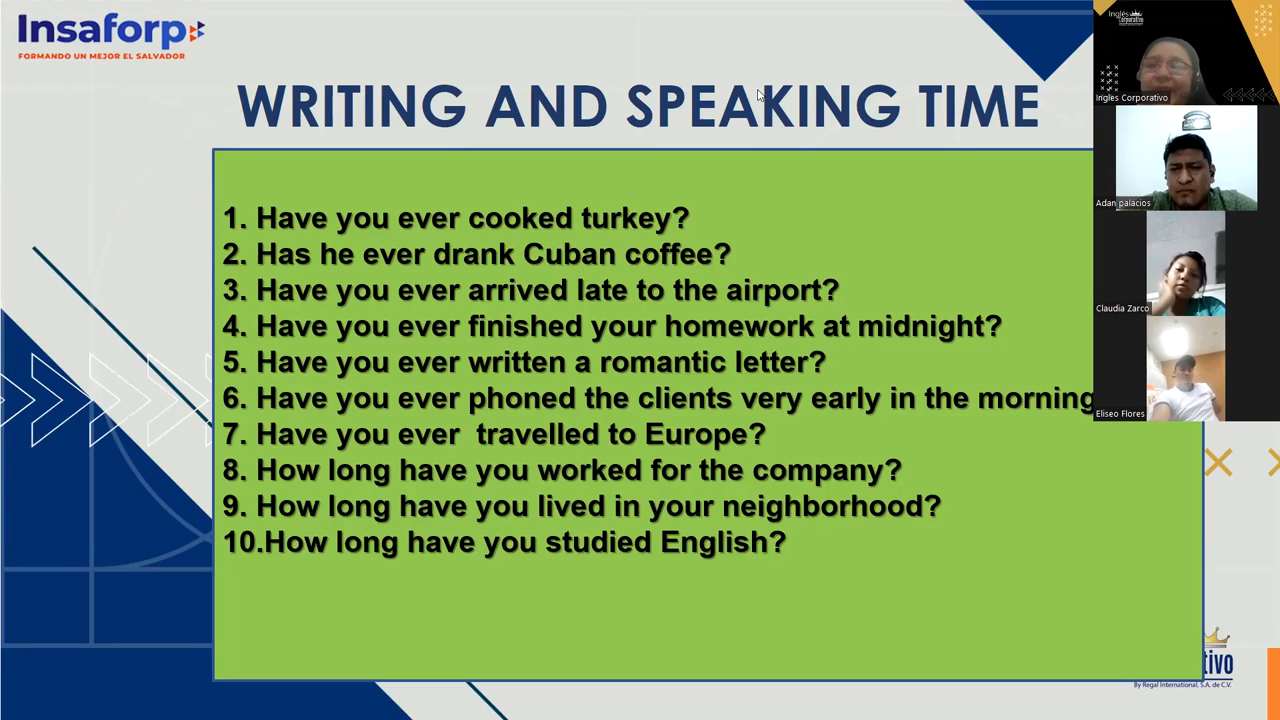 Insaforp
FORMANDO UN MEJOR EL SALVADOR
WRITING AND SPEAKING TIME
1. Have you ever cooked turkey?
2. Has he ever drank Cuban coffee?
3. Have you ever arrived late to the airport?
4. Have you ever finished your homework at midnight?
5. Have you ever written a romantic letter?
6. Have you ever phoned the clients very early in the morning
7. Have you ever  travelled to Europe?
8. How long have you worked for the company?
9. How long have you lived in your neighborhood?
10.How long have you studied English?
Inglés
Corporativo
Ingles Corporativo
Adan palacios
Claudia Zarco
Eliseo Flores
tivo
By Regal International, S.A. de C.V.